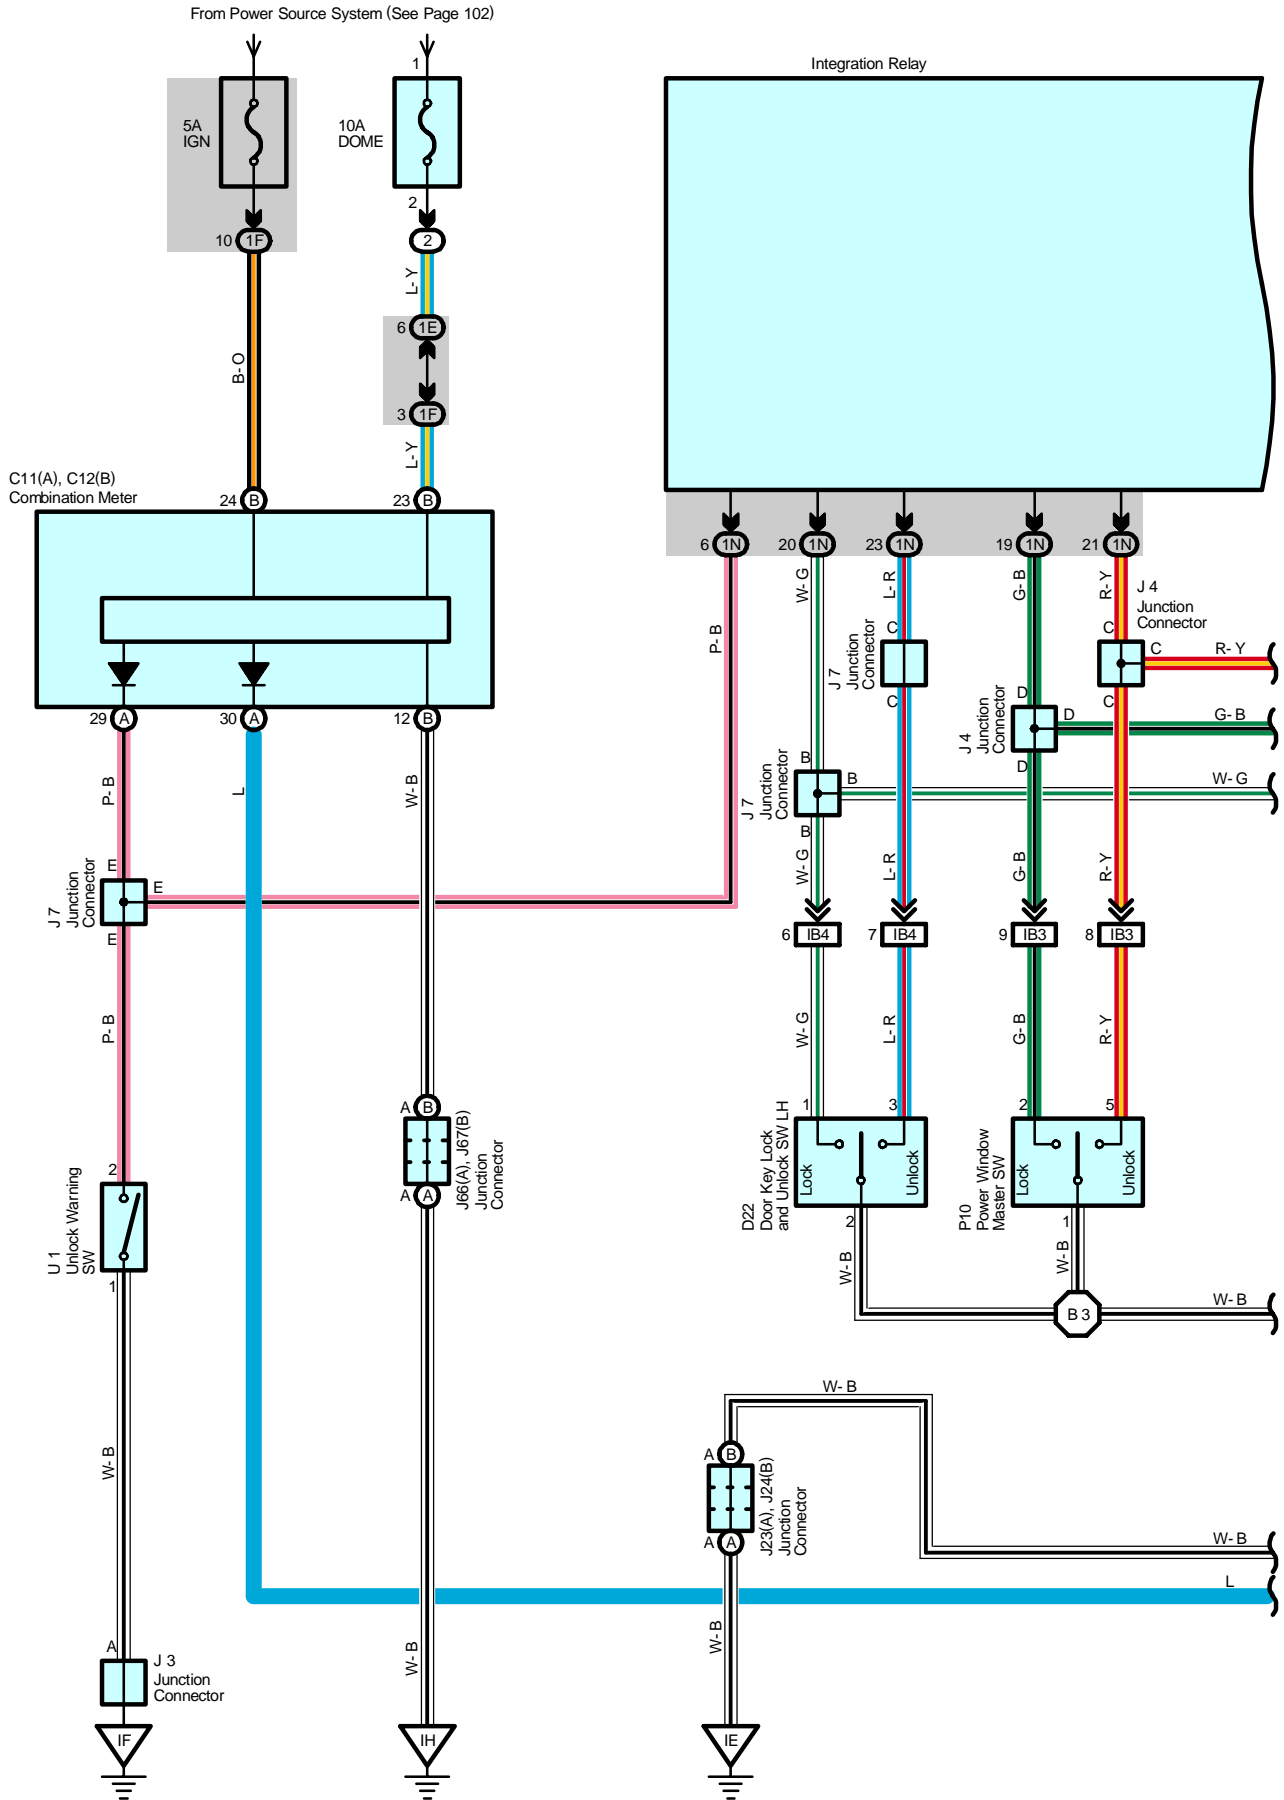 From Power Source System (See Page 102)
Integration Relay
1
5A
IGN
10A
DOME
2
10 1F
2
L- Y
6 1E
B- O
3 1F
L- Y
C11(A), C12(B)
Combination Meter
24 B
23 B
6 1N
20 1N
23 1N
19 1N
21 1N
P- B
W- G
L- R
G- B
R- Y
J 4
Junction
Connector
C
C
C
R- Y
C
C
J 7
Junction
Connector
D
D
D
G- B
J 4
Junction
Connector
29 A
30 A
12 B
P- B
L
W- B
B
B
B
W- G
J 7
Junction
Connector
W- G
L- R
G- B
R- Y
E
E
E
J 7
Junction
Connector
6 IB4
7 IB4
9 IB3
8 IB3
P- B
W- G
L- R
G- B
R- Y
A B
A A
J66(A), J67(B)
Junction
Connector
1
3
2
5
Lock
Unlock
Lock
Unlock
D22
Door Key Lock
and Unlock SW LH
P10
Power Window
Master SW
2
1
2
1
U 1
Unlock Warning
SW
W- B
W- B
B 3
W- B
W- B
W- B
A B
A A
J23(A), J24(B)
Junction
Connector
W- B
L
W- B
W- B
A
J 3
Junction
Connector
IF
IH
IE